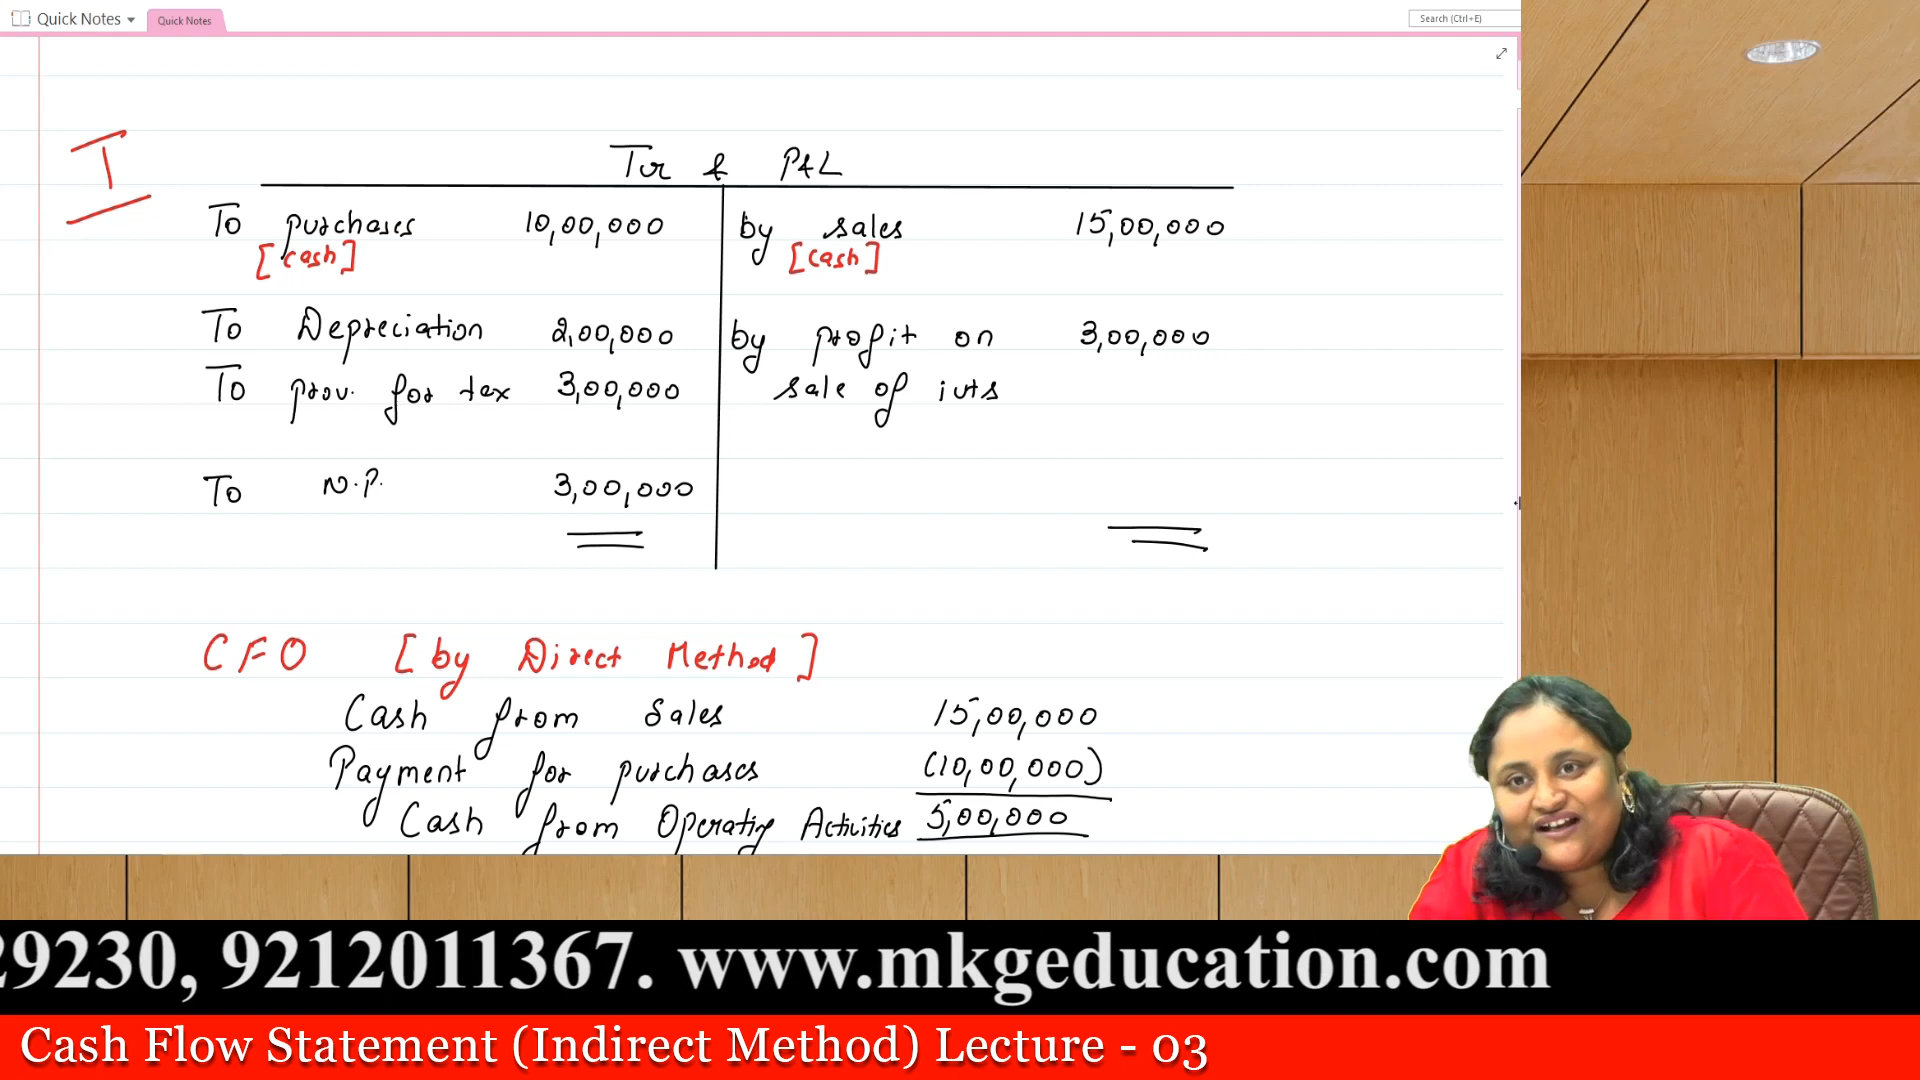 Quick Notes
Quick Notes
Search (Ctrl+E)
I
Tr & P&L
To purchases 10,00,000 by sales 15,00,000
[cash] [cash]
To Depreciation 2,00,000 by profit on 3,00,000
To prov. for tax 3,00,000 sale of ivts
To N.P. 3,00,000
CFO [by Direct Method]
Cash from Sales 15,00,000
Payment for purchases (10,00,000)
Cash from Operating Activities 5,00,000
29230, 9212011367. www.mkgeducation.com
Cash Flow Statement (Indirect Method) Lecture - 03